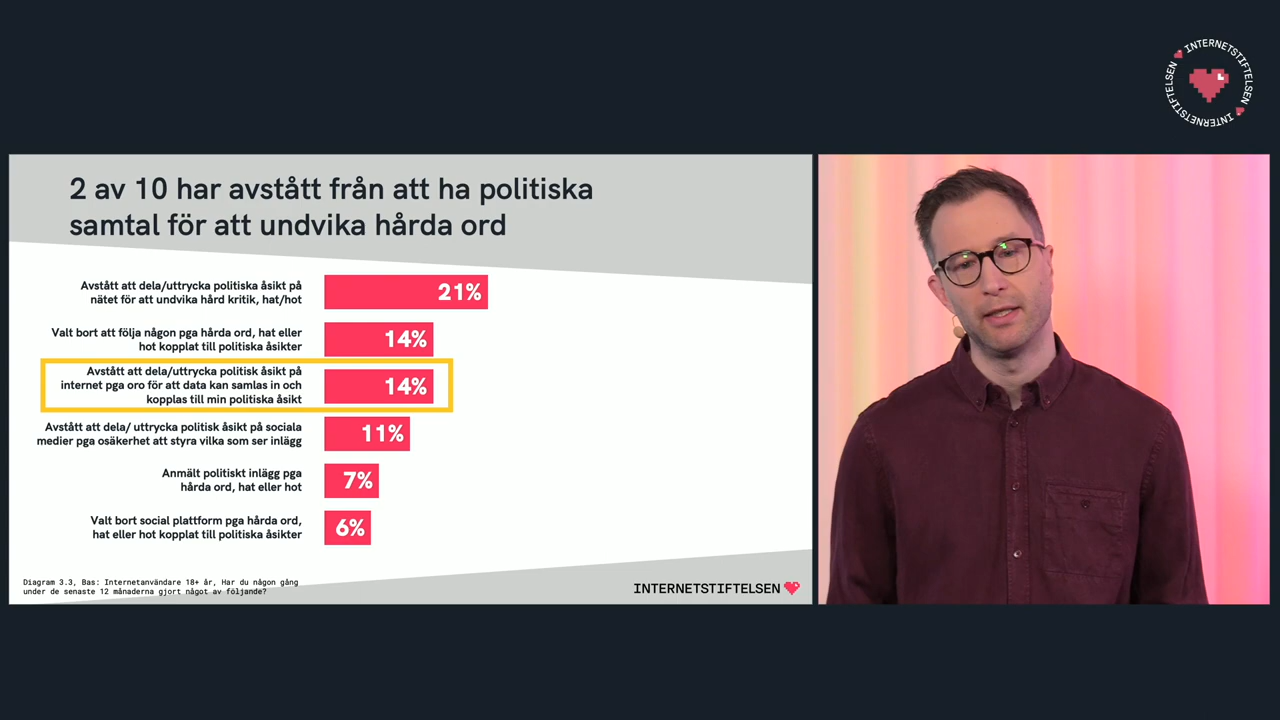 INTERNETSTIFTELSEN
INTERNETSTIFTELSEN
2 av 10 har avstått från att ha politiska
samtal för att undvika hårda ord
Avstått att dela/uttrycka politiska åsikt på
nätet för att undvika hård kritik, hat/hot
21%
Valt bort att följa någon pga hårda ord, hat eller
hot kopplat till politiska åsikter
14%
Avstått att dela/uttrycka politisk åsikt på
internet pga oro för att data kan samlas in och
kopplas till min politiska åsikt
14%
Avstått att dela/ uttrycka politisk åsikt på sociala
medier pga osäkerhet att styra vilka som ser inlägg
11%
Anmält politiskt inlägg pga
hårda ord, hat eller hot
7%
Valt bort social plattform pga hårda ord,
hat eller hot kopplat till politiska åsikter
6%
Diagram 3.3, Bas: Internetanvändare 18+ år, Har du någon gång
under de senaste 12 månaderna gjort något av följande?
INTERNETSTIFTELSEN